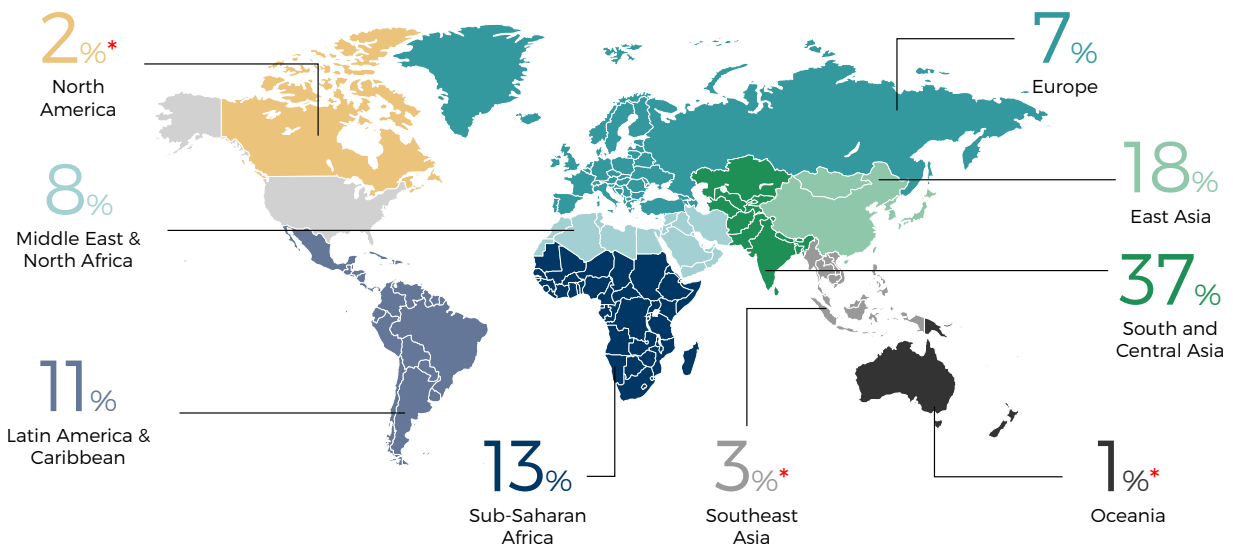 2%*
North
America
7%
Europe
8%
Middle East &
North Africa
18%
East Asia
37%
South and
Central Asia
11%
Latin America &
Caribbean
13%
Sub-Saharan
Africa
3%*
Southeast
Asia
1%*
Oceania